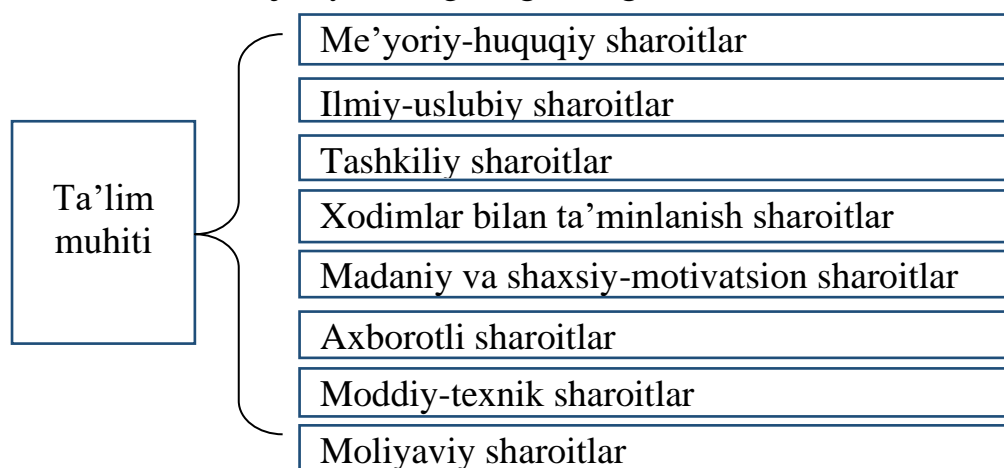 Me’yoriy-huquqiy sharoitlar
Ilmiy-uslubiy sharoitlar
Tashkiliy sharoitlar
Ta’lim
muhiti
Xodimlar bilan ta’minlanish sharoitlar
Madaniy va shaxsiy-motivatsion sharoitlar
Axborotli sharoitlar
Moddiy-texnik sharoitlar
Moliyaviy sharoitlar